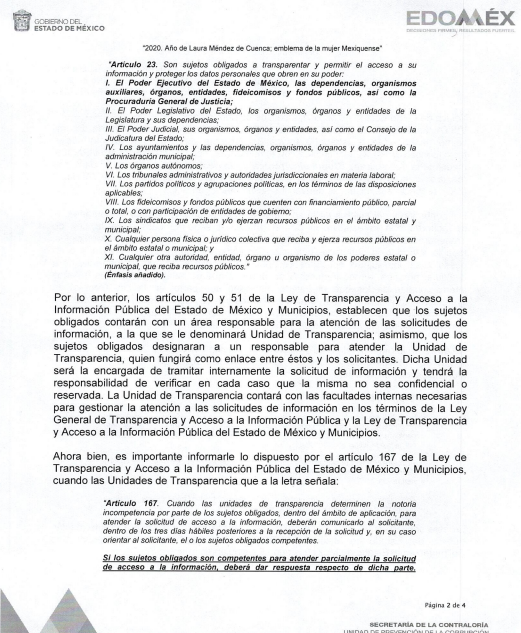 GOBIERNO DEL
ESTADO DE MÉXICO
EDOMÉX
DECISIONES FIRMES, RESULTADOS FUERTES.
"2020. Año de Laura Méndez de Cuenca; emblema de la mujer Mexiquense"
"Artículo 23. Son sujetos obligados a transparentar y permitir el acceso a su
información y proteger los datos personales que obren en su poder:
I. El Poder Ejecutivo del Estado de México, las dependencias, organismos
auxiliares, órganos, entidades, fideicomisos y fondos públicos, así como la
Procuraduría General de Justicia;
II. El Poder Legislativo del Estado, los organismos, órganos y entidades de la
Legislatura y sus dependencias;
III. El Poder Judicial, sus organismos, órganos y entidades, así como el Consejo de la
Judicatura del Estado;
IV. Los ayuntamientos y las dependencias, organismos, órganos y entidades de la
administración municipal;
V. Los órganos autónomos;
VI. Los tribunales administrativos y autoridades jurisdiccionales en materia laboral;
VII. Los partidos políticos y agrupaciones políticas, en los términos de las disposiciones
aplicables;
VIII. Los fideicomisos y fondos públicos que cuenten con financiamiento público, parcial
o total, o con participación de entidades de gobierno;
IX. Los sindicatos que reciban y/o ejerzan recursos públicos en el ámbito estatal y
municipal;
X. Cualquier persona física o jurídico colectiva que reciba y ejerza recursos públicos en
el ámbito estatal o municipal; y
XI. Cualquier otra autoridad, entidad, órgano u organismo de los poderes estatal o
municipal, que reciba recursos públicos."
(Énfasis añadido).
Por lo anterior, los artículos 50 y 51 de la Ley de Transparencia y Acceso a la
Información Pública del Estado de México y Municipios, establecen que los sujetos
obligados contarán con un área responsable para la atención de las solicitudes de
información, a la que se le denominará Unidad de Transparencia; asimismo, que los
sujetos obligados designaran a un responsable para atender la Unidad de
Transparencia, quien fungirá como enlace entre éstos y los solicitantes. Dicha Unidad
será la encargada de tramitar internamente la solicitud de información y tendrá la
responsabilidad de verificar en cada caso que la misma no sea confidencial o
reservada. La Unidad de Transparencia contará con las facultades internas necesarias
para gestionar la atención a las solicitudes de información en los términos de la Ley
General de Transparencia y Acceso a la Información Pública y la Ley de Transparencia
y Acceso a la Información Pública del Estado de México y Municipios.
Ahora bien, es importante informarle lo dispuesto por el artículo 167 de la Ley de
Transparencia y Acceso a la Información Pública del Estado de México y Municipios,
cuando las Unidades de Transparencia que a la letra señala:
"Artículo 167. Cuando las unidades de transparencia determinen la notoria
incompetencia por parte de los sujetos obligados, dentro del ámbito de aplicación, para
atender la solicitud de acceso a la información, deberán comunicarlo al solicitante,
dentro de los tres días hábiles posteriores a la recepción de la solicitud y, en su caso
orientar al solicitante, el o los sujetos obligados competentes.
Si los sujetos obligados son competentes para atender parcialmente la solicitud
de acceso a la información, deberá dar respuesta respecto de dicha parte.
Página 2 de 4
SECRETARÍA DE LA CONTRALORÍA
UNIDAD DE PREVENCIÓN DE LA CORRUPCIÓN